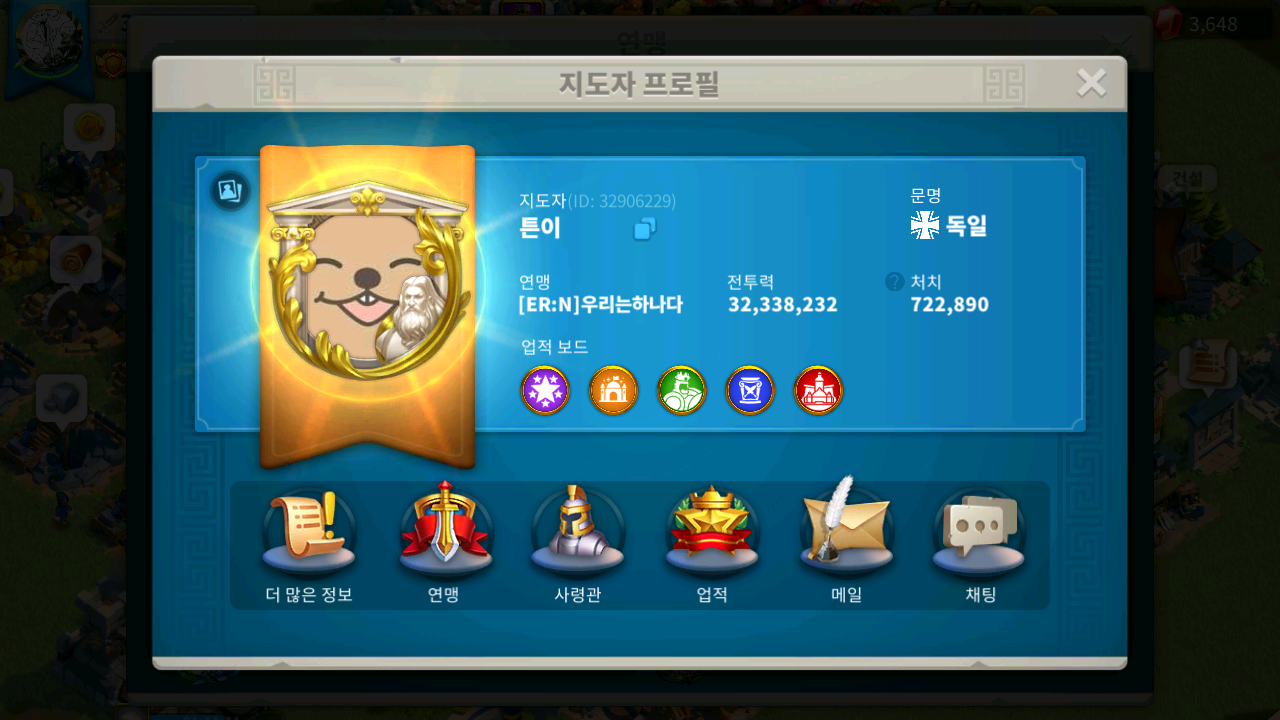 연맹
3,648
지도자 프로필
건설
지도자(ID: 32906229)
튼이
문명
독일
연맹
[ER:N]우리는하나다
전투력
32,338,232
? 처치
722,890
업적 보드
더 많은 정보
연맹
사령관
업적
메일
채팅